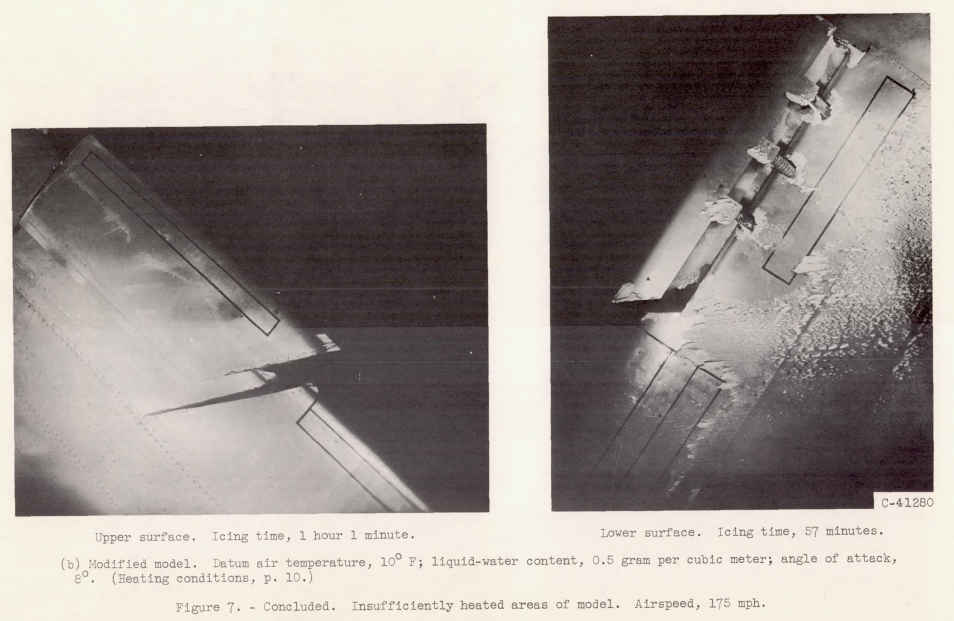 C-41280
Upper surface. Icing time, 1 hour 1 minute.
Lower surface. Icing time, 57 minutes.
(b) Modified model. Datum air temperature, 10° F; liquid-water content, 0.5 gram per cubic meter; angle of attack,
8°. (Heating conditions, p. 10.)
Figure 7. - Concluded. Insufficiently heated areas of model. Airspeed, 175 mph.